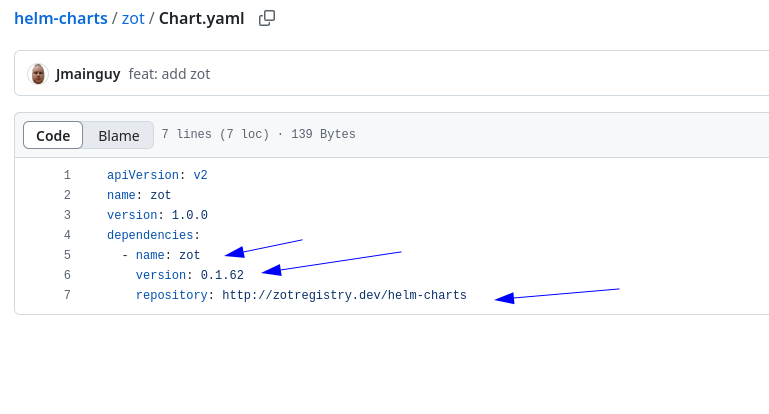 helm-charts / zot / Chart.yaml
Jmainguy feat: add zot
Code Blame 7 lines (7 loc) · 139 Bytes
1 apiVersion: v2
2 name: zot
3 version: 1.0.0
4 dependencies:
5   - name: zot
6     version: 0.1.62
7     repository: http://zotregistry.dev/helm-charts